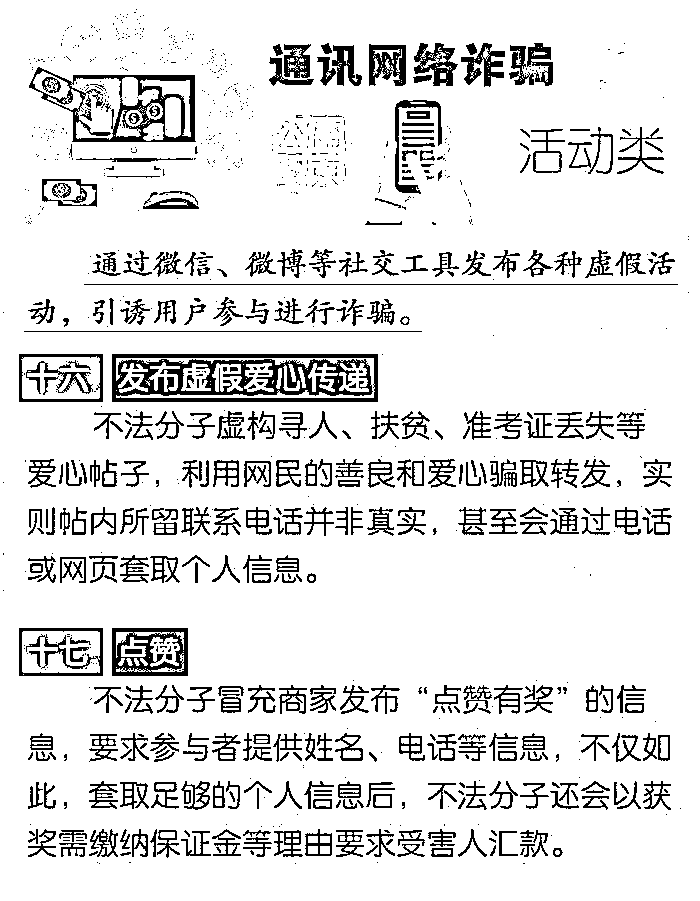 通讯网络诈骗
活动类
通过微信、微博等社交工具发布各种虚假活
动，引诱用户参与进行诈骗。
十六 发布虚假爱心传递
不法分子虚构寻人、扶贫、准考证丢失等
爱心帖子，利用网民的善良和爱心骗取转发，实
则帖内所留联系电话并非真实，甚至会通过电话
或网页套取个人信息。
十七 点赞
不法分子冒充商家发布“点赞有奖”的信
息，要求参与者提供姓名、电话等信息，不仅如
此，套取足够的个人信息后，不法分子还会以获
奖需缴纳保证金等理由要求受害人汇款。